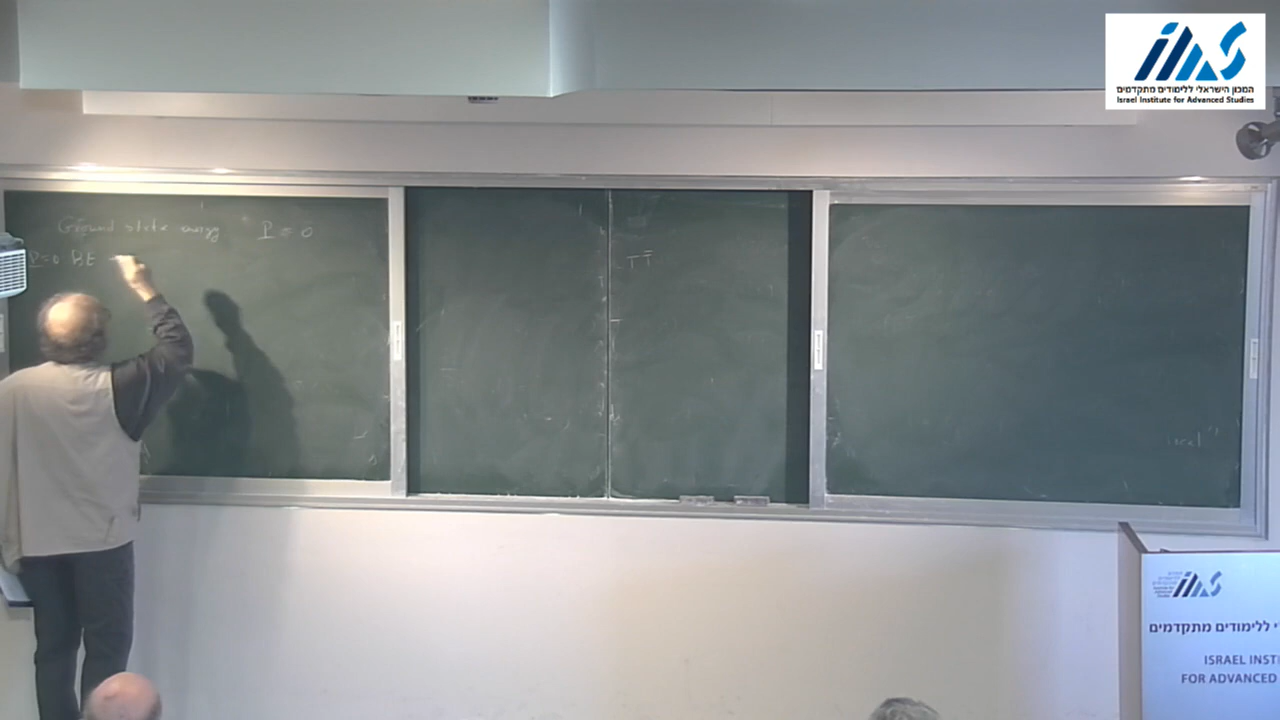 המכון הישראלי ללימודים מתקדמים
Israel Institute for Advanced Studies
Ground state energy P = 0
P=0 BE
T T̄
ללימודים מתקדמים
ISRAEL INSTI
FOR ADVANCED